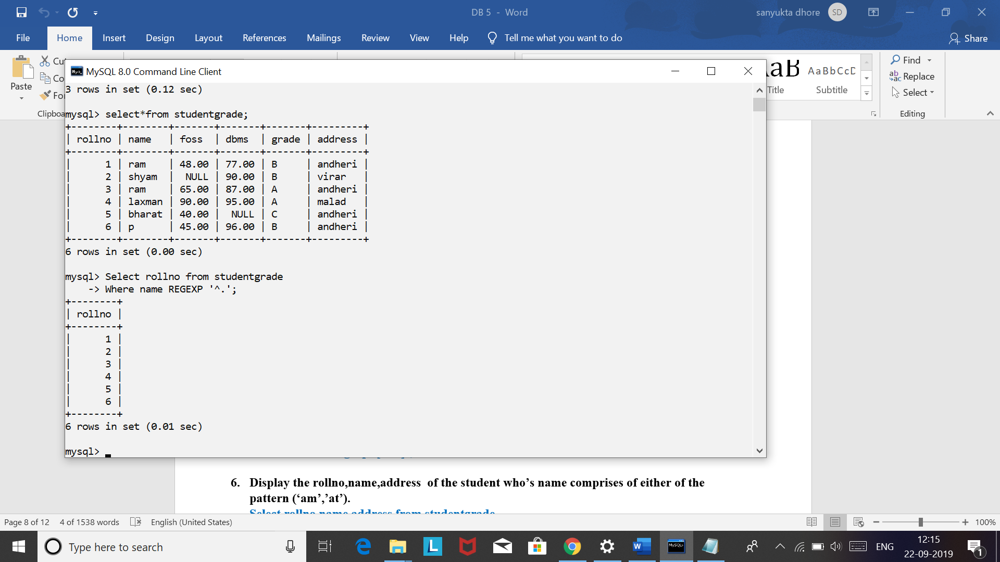 DB 5 - Word
sanyukta dhore
SD
File
Home
Insert
Design
Layout
References
Mailings
Review
View
Help
Tell me what you want to do
Share
Paste
Cu
Co
For
Clipboa
AaB
AaBbCcD
Title
Subtitle
Find
Replace
Select
Editing
MySQL 8.0 Command Line Client
3 rows in set (0.12 sec)
mysql> select*from studentgrade;
+--------+--------+-------+-------+-------+---------+
| rollno | name   | foss  | dbms  | grade | address |
+--------+--------+-------+-------+-------+---------+
|      1 | ram    | 48.00 | 77.00 | B     | andheri |
|      2 | shyam  |  NULL | 90.00 | B     | virar   |
|      3 | ram    | 65.00 | 87.00 | A     | andheri |
|      4 | laxman | 90.00 | 95.00 | A     | malad   |
|      5 | bharat | 40.00 |  NULL | C     | andheri |
|      6 | p      | 45.00 | 96.00 | B     | andheri |
+--------+--------+-------+-------+-------+---------+
6 rows in set (0.00 sec)
mysql> Select rollno from studentgrade
    -> Where name REGEXP '^.';
+--------+
| rollno |
+--------+
|      1 |
|      2 |
|      3 |
|      4 |
|      5 |
|      6 |
+--------+
6 rows in set (0.01 sec)
mysql>
6. Display the rollno,name,address  of the student who’s name comprises of either of the
pattern (‘am’,’at’).
Select rollno,name,address from studentgrade
Page 8 of 12
4 of 1538 words
English (United States)
100%
Type here to search
ENG
12:15
22-09-2019
1